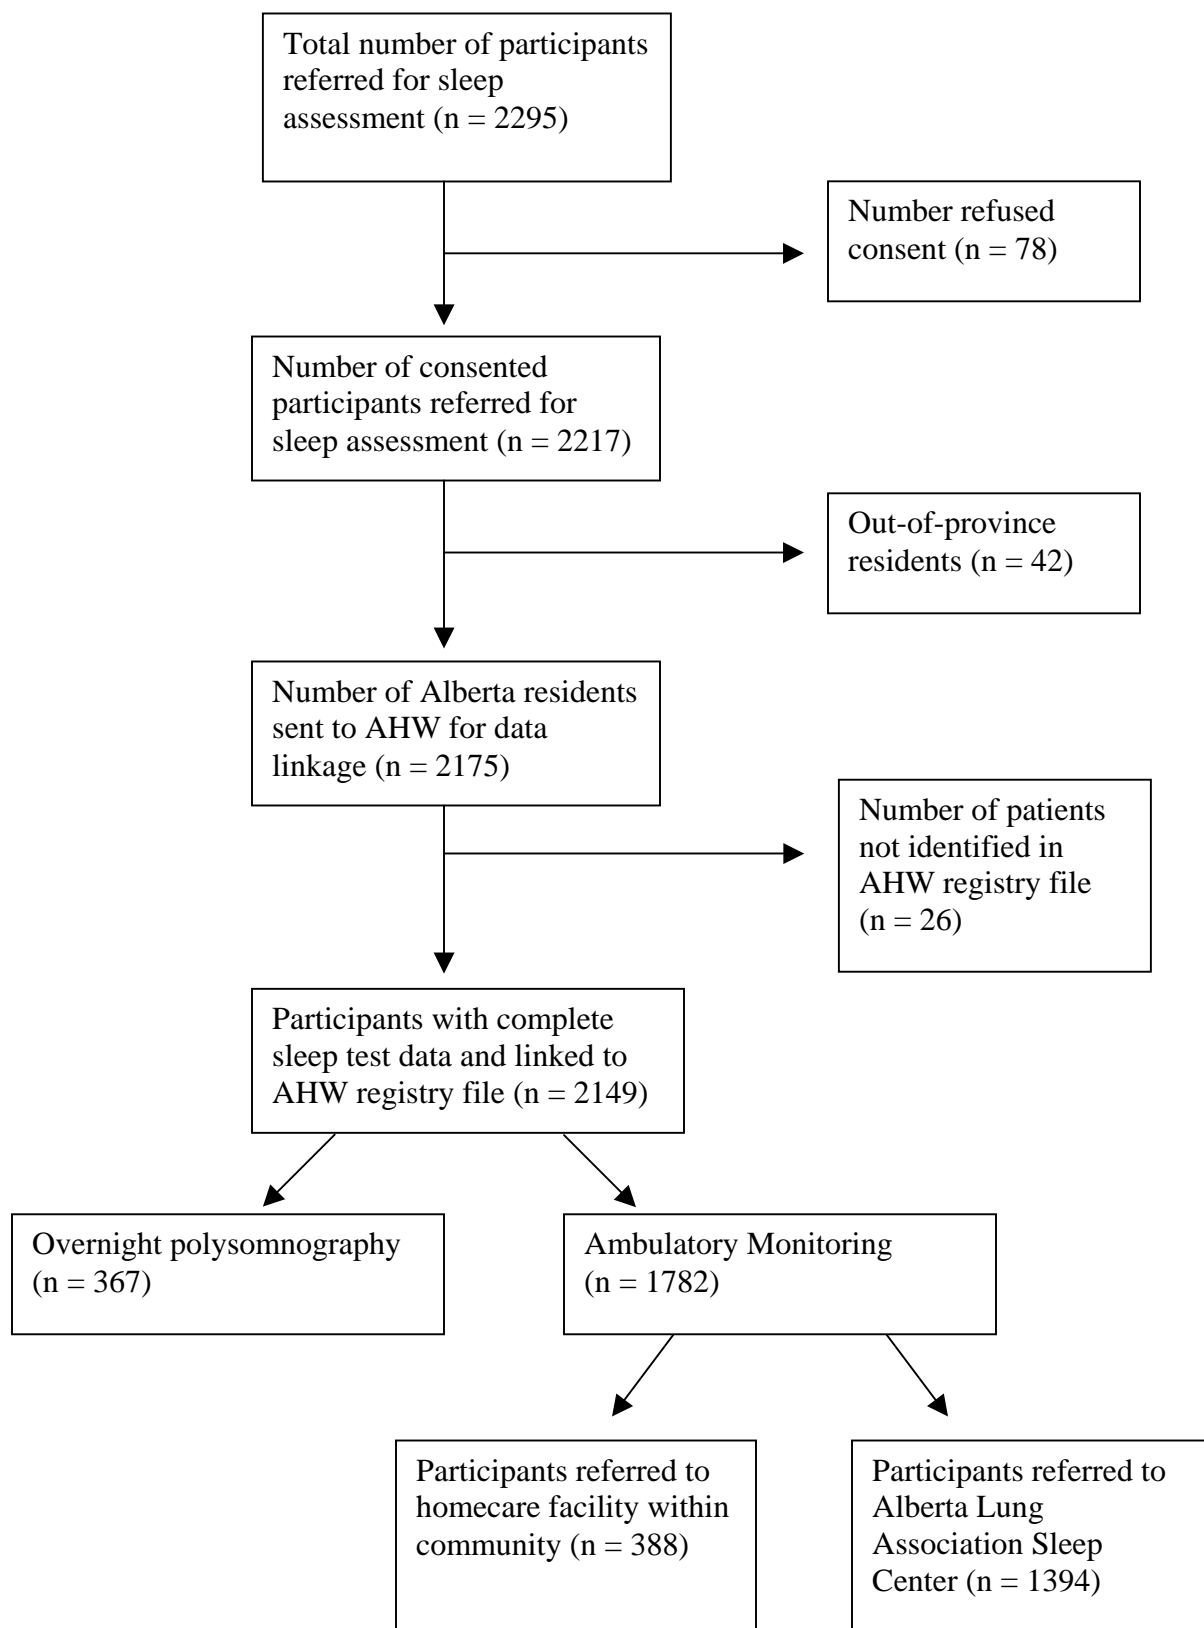 Total number of participants
referred for sleep
assessment (n = 2295)
Number refused
consent (n = 78)
Number of consented
participants referred for
sleep assessment (n = 2217)
Out-of-province
residents (n = 42)
Number of Alberta residents
sent to AHW for data
linkage (n = 2175)
Number of patients
not identified in
AHW registry file
(n = 26)
Participants with complete
sleep test data and linked to
AHW registry file (n = 2149)
Overnight polysomnography
(n = 367)
Ambulatory Monitoring
(n = 1782)
Participants referred to
homecare facility within
community (n = 388)
Participants referred to
Alberta Lung
Association Sleep
Center (n = 1394)